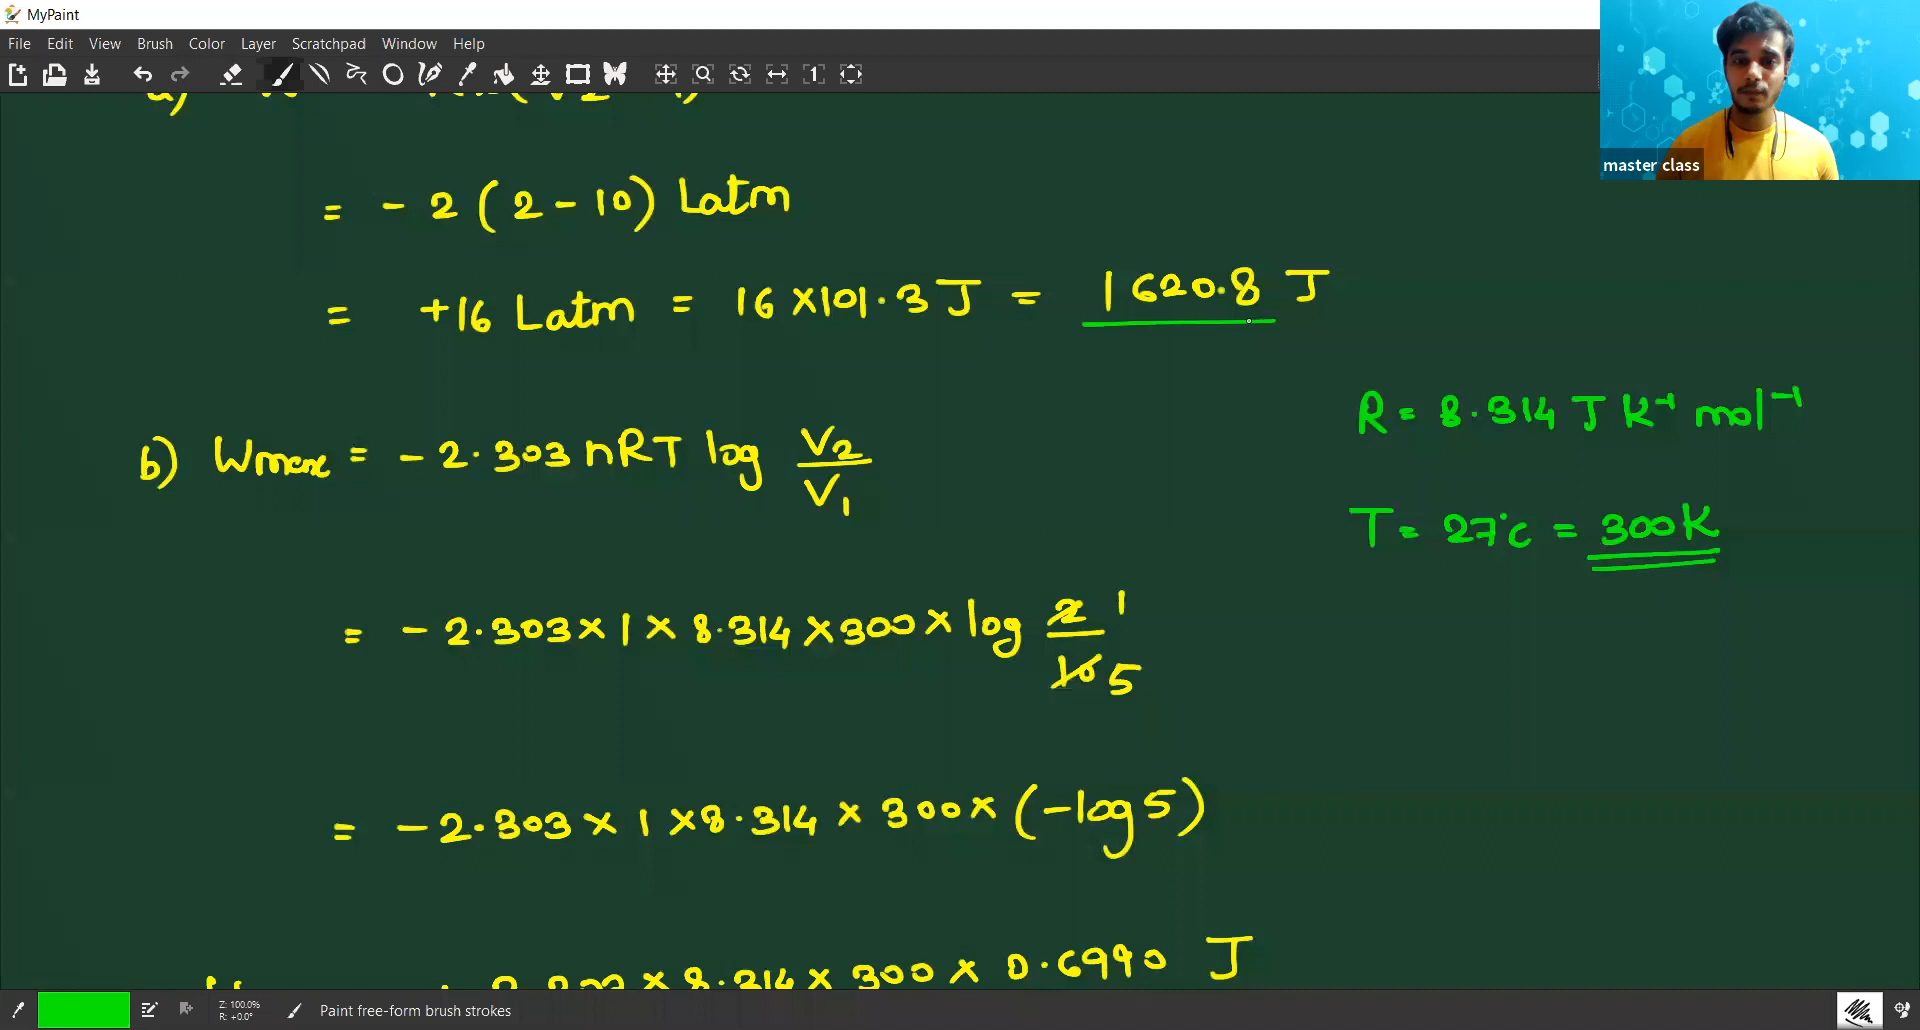 MyPaint
File Edit View Brush Color Layer Scratchpad Window Help
master class
a)
= - 2 ( 2 - 10) Latm
= +16 Latm = 16 ×101.3 J = 1620.8 J
R = 8.314 J K⁻¹ mol⁻¹
b) Wmax = - 2.303 nRT log V₂/V₁
T = 27°c = 300K
= - 2.303 × 1 × 8.314 × 300 × log 2/10 1/5
= - 2.303 × 1 × 8.314 × 300 × (-log 5)
× 8.314 × 300 × 0.6990 J
Z: 100.0%
R: +0.0°
Paint free-form brush strokes